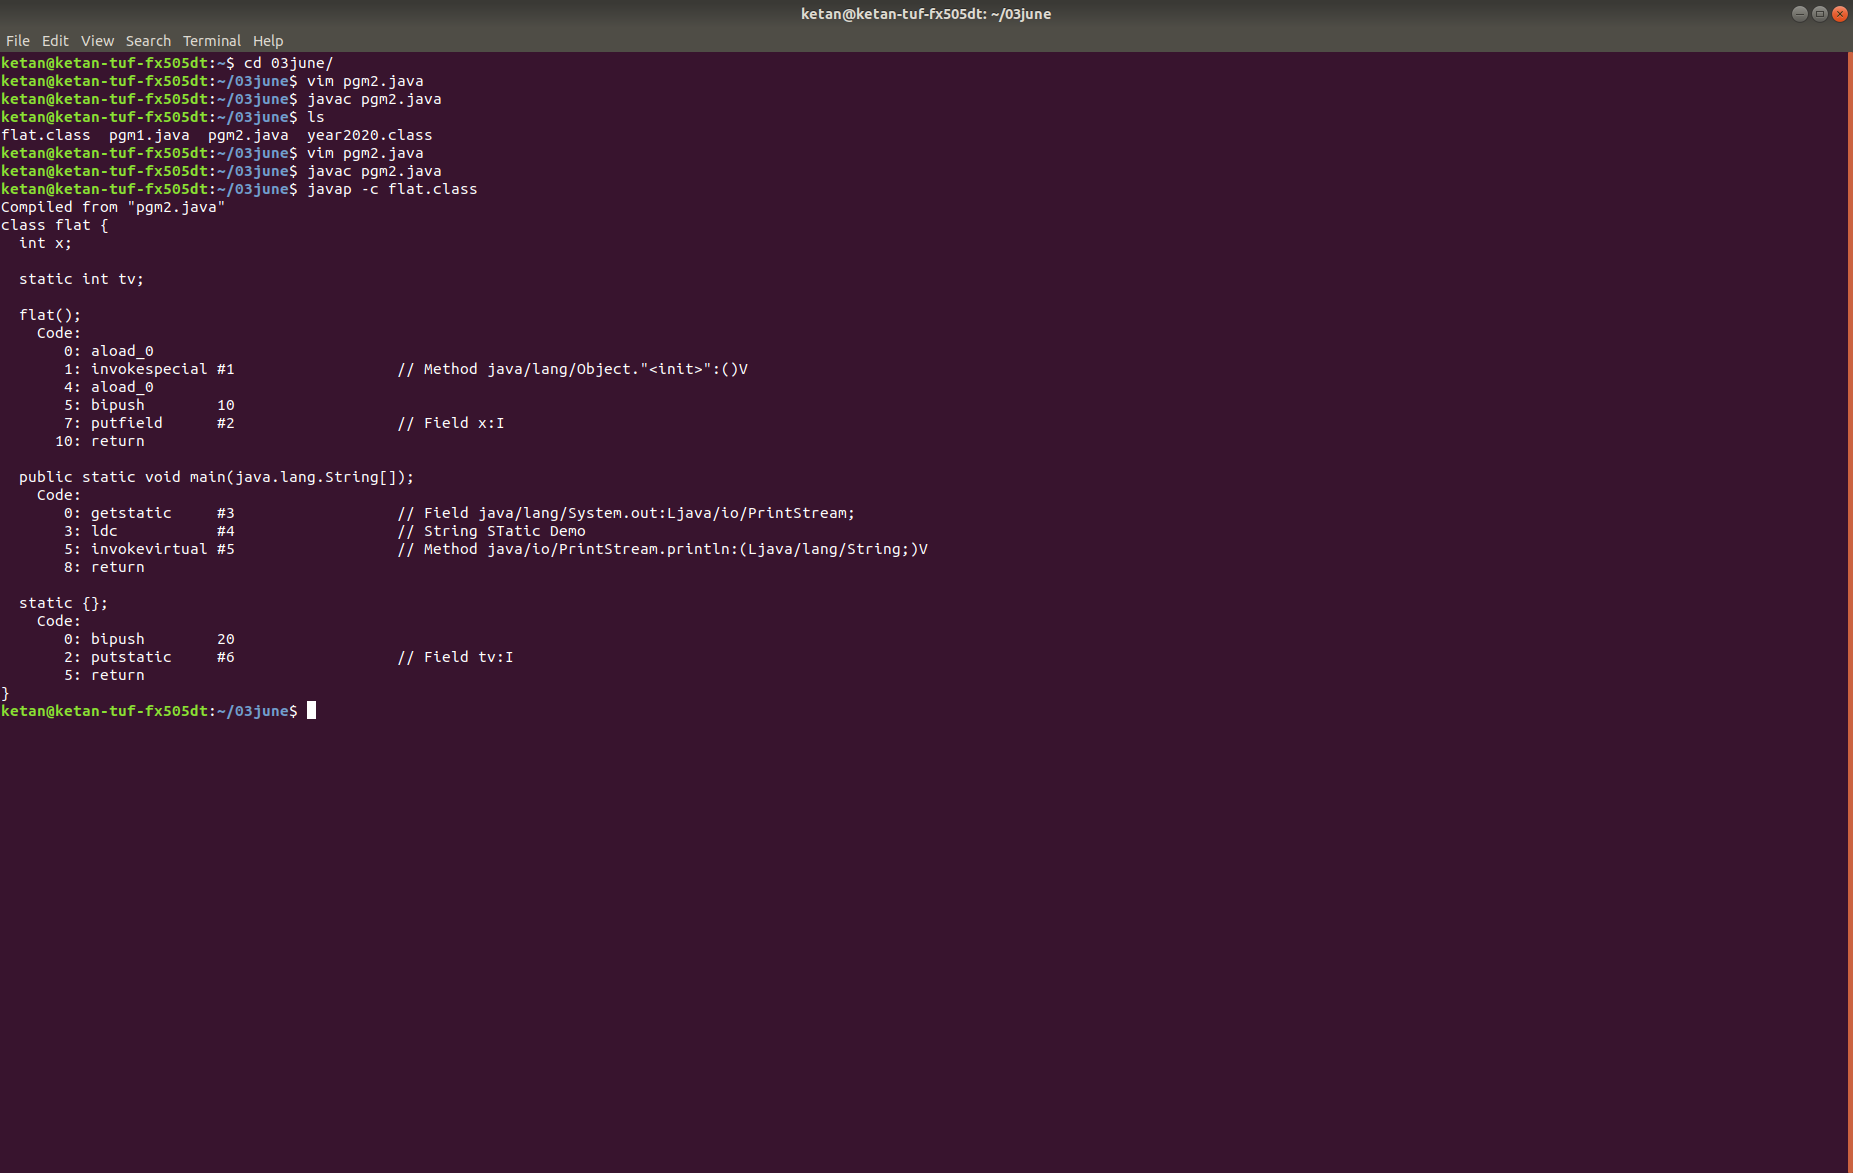 ketan@ketan-tuf-fx505dt: ~/03june
File Edit View Search Terminal Help
ketan@ketan-tuf-fx505dt:~$ cd 03june/
ketan@ketan-tuf-fx505dt:~/03june$ vim pgm2.java
ketan@ketan-tuf-fx505dt:~/03june$ javac pgm2.java
ketan@ketan-tuf-fx505dt:~/03june$ ls
flat.class  pgm1.java  pgm2.java  year2020.class
ketan@ketan-tuf-fx505dt:~/03june$ vim pgm2.java
ketan@ketan-tuf-fx505dt:~/03june$ javac pgm2.java
ketan@ketan-tuf-fx505dt:~/03june$ javap -c flat.class
Compiled from "pgm2.java"
class flat {
  int x;

  static int tv;

  flat();
    Code:
       0: aload_0
       1: invokespecial #1                  // Method java/lang/Object."<init>":()V
       4: aload_0
       5: bipush        10
       7: putfield      #2                  // Field x:I
      10: return

  public static void main(java.lang.String[]);
    Code:
       0: getstatic     #3                  // Field java/lang/System.out:Ljava/io/PrintStream;
       3: ldc           #4                  // String STatic Demo
       5: invokevirtual #5                  // Method java/io/PrintStream.println:(Ljava/lang/String;)V
       8: return

  static {};
    Code:
       0: bipush        20
       2: putstatic     #6                  // Field tv:I
       5: return
}
ketan@ketan-tuf-fx505dt:~/03june$